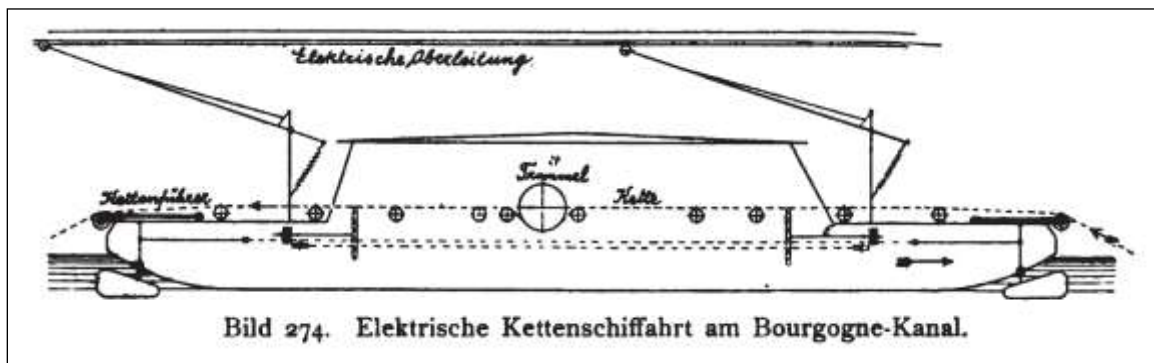 Elektrische Oberleitung
Trommel
Kettenführer
Kette
Bild 274. Elektrische Kettenschiffahrt am Bourgogne-Kanal.